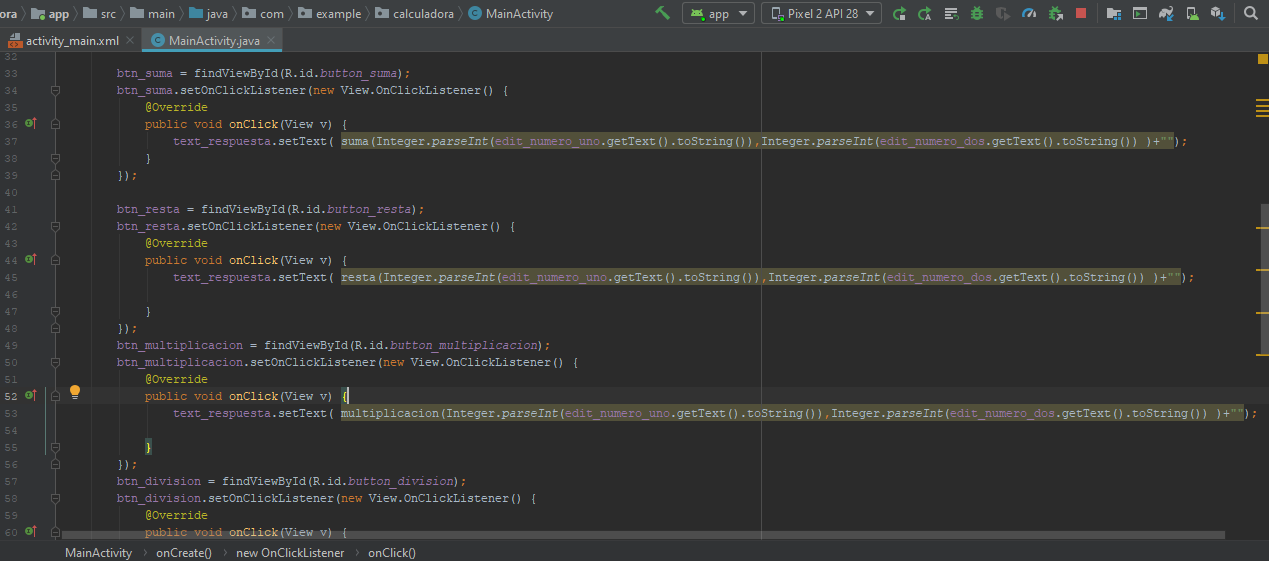 ora app src main java com example calculadora MainActivity app Pixel 2 API 28
activity_main.xml MainActivity.java
32
33 btn_suma = findViewById(R.id.button_suma);
34 btn_suma.setOnClickListener(new View.OnClickListener() {
35 @Override
36 public void onClick(View v) {
37 text_respuesta.setText( suma(Integer.parseInt(edit_numero_uno.getText().toString()),Integer.parseInt(edit_numero_dos.getText().toString()) )+"");
38 }
39 });
40
41 btn_resta = findViewById(R.id.button_resta);
42 btn_resta.setOnClickListener(new View.OnClickListener() {
43 @Override
44 public void onClick(View v) {
45 text_respuesta.setText( resta(Integer.parseInt(edit_numero_uno.getText().toString()),Integer.parseInt(edit_numero_dos.getText().toString()) )+"");
46
47 }
48 });
49 btn_multiplicacion = findViewById(R.id.button_multiplicacion);
50 btn_multiplicacion.setOnClickListener(new View.OnClickListener() {
51 @Override
52 public void onClick(View v) {
53 text_respuesta.setText( multiplicacion(Integer.parseInt(edit_numero_uno.getText().toString()),Integer.parseInt(edit_numero_dos.getText().toString()) )+"");
54
55 }
56 });
57 btn_division = findViewById(R.id.button_division);
58 btn_division.setOnClickListener(new View.OnClickListener() {
59 @Override
60 public void onClick(View v) {
MainActivity onCreate() new OnClickListener onClick()